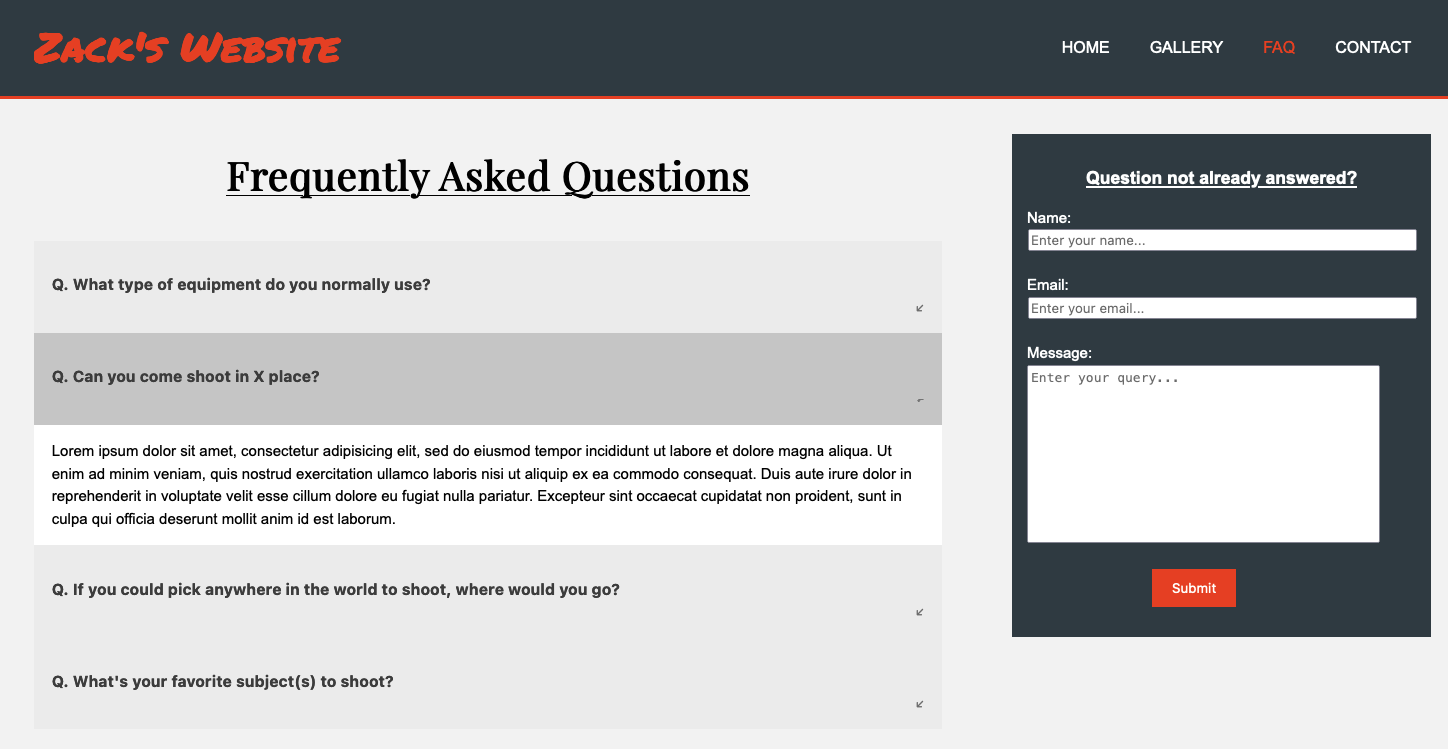 Zack's Website
HOME GALLERY FAQ CONTACT
Frequently Asked Questions
Q. What type of equipment do you normally use?
Q. Can you come shoot in X place?
Lorem ipsum dolor sit amet, consectetur adipisicing elit, sed do eiusmod tempor incididunt ut labore et dolore magna aliqua. Ut
enim ad minim veniam, quis nostrud exercitation ullamco laboris nisi ut aliquip ex ea commodo consequat. Duis aute irure dolor in
reprehenderit in voluptate velit esse cillum dolore eu fugiat nulla pariatur. Excepteur sint occaecat cupidatat non proident, sunt in
culpa qui officia deserunt mollit anim id est laborum.
Q. If you could pick anywhere in the world to shoot, where would you go?
Q. What's your favorite subject(s) to shoot?
Question not already answered?
Name:
Enter your name...
Email:
Enter your email...
Message:
Enter your query...
Submit